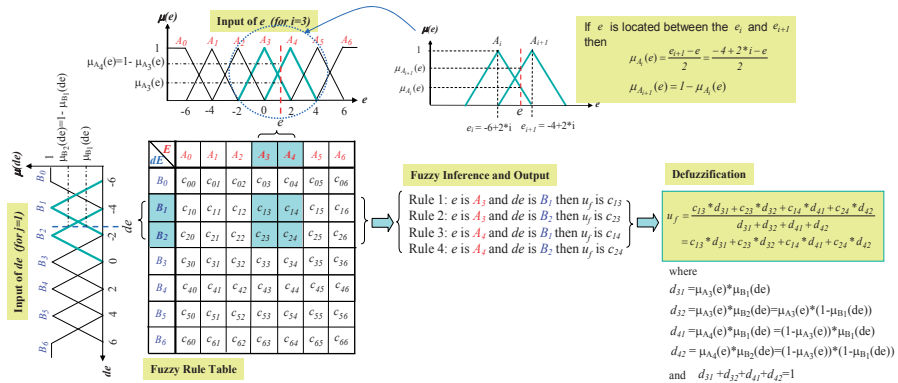 Input of e (for i=3)
μ(e)
A0 A1 A2 A3 A4 A5 A6
1
μA4(e)=1- μA3(e)
μA3(e)
-6 -4 -2 0 2 4 6 e
e
μ(e)
Ai Ai+1
1
μAi+1(e)
μAi(e)
e e
ei = -6+2*i ei+1 = -4+2*i
If e is located between the ei and ei+1
then
μAi(e) = (ei+1 − e)/2 = (−4+2*i−e)/2
μAi+1(e) = 1 − μAi(e)
Input of de (for j=1)
μ(de)
1
μB2(de)=1- μB1(de)
μB1(de)
B0 B1 B2 B3 B4 B5 B6
-6 -4 -2 0 2 4 6
de
de
E
dE
A0 A1 A2 A3 A4 A5 A6
B0 c00 c01 c02 c03 c04 c05 c06
B1 c10 c11 c12 c13 c14 c15 c16
B2 c20 c21 c22 c23 c24 c25 c26
B3 c30 c31 c32 c33 c34 c35 c36
B4 c40 c41 c42 c43 c44 c45 c46
B5 c50 c51 c52 c53 c54 c55 c56
B6 c60 c61 c62 c63 c64 c65 c66
Fuzzy Rule Table
Fuzzy Inference and Output
Rule 1: e is A3 and de is B1 then uf is c13
Rule 2: e is A3 and de is B2 then uf is c23
Rule 3: e is A4 and de is B1 then uf is c14
Rule 4: e is A4 and de is B2 then uf is c24
Defuzzification
uf = (c13*d31+c23*d32+c14*d41+c24*d42)/(d31+d32+d41+d42)
=c13*d31+c23*d32+c14*d41+c24*d42
where
d31=μA3(e)*μB1(de)
d32=μA3(e)*μB2(de)=μA3(e)*(1-μB1(de))
d41=μA4(e)*μB1(de) =(1-μA3(e))*μB1(de)
d42 = μA4(e)*μB2(de)=(1-μA3(e))*(1-μB1(de))
and d31 +d32+d41+d42=1